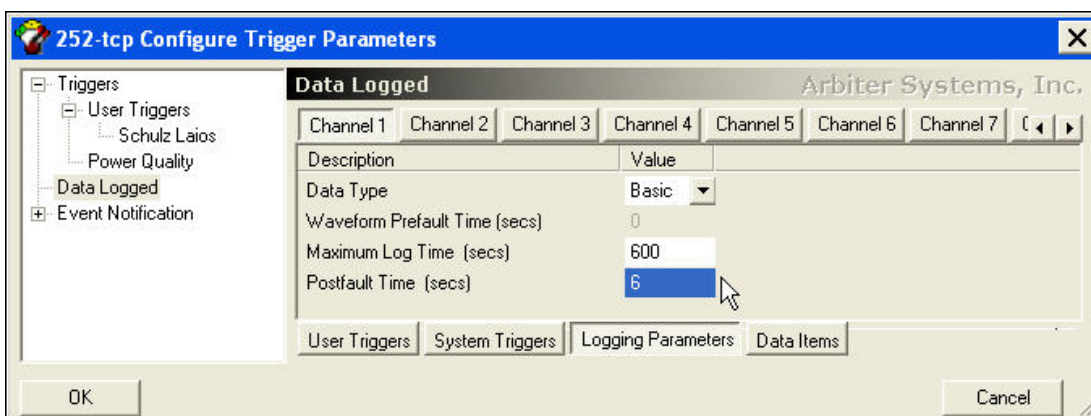 252-tcp Configure Trigger Parameters
Triggers
User Triggers
Schulz Laios
Power Quality
Data Logged
Event Notification
Data Logged
Arbiter Systems, Inc.
Channel 1 Channel 2 Channel 3 Channel 4 Channel 5 Channel 6 Channel 7
Description Value
Data Type Basic
Waveform Prefault Time (secs) 0
Maximum Log Time (secs) 600
Postfault Time (secs) 6
User Triggers System Triggers Logging Parameters Data Items
OK Cancel